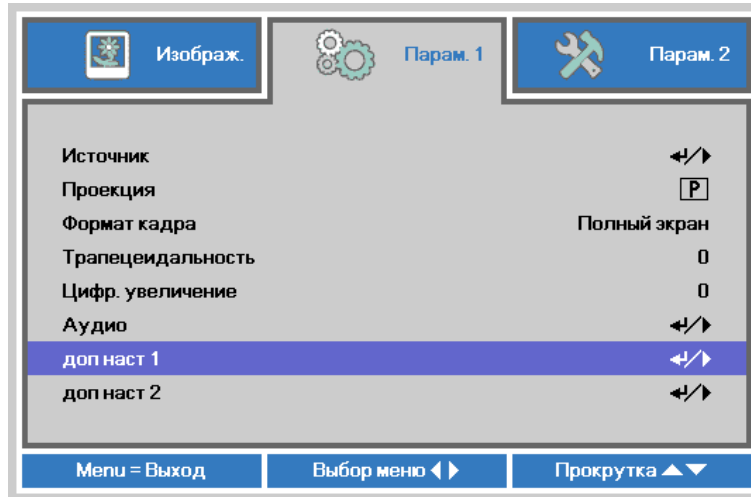 Изображ. Парам. 1 Парам. 2
Источник
Проекция P
Формат кадра Полный экран
Трапецеидальность 0
Цифр. увеличение 0
Аудио
доп наст 1
доп наст 2
Menu = Выход Выбор меню Прокрутка